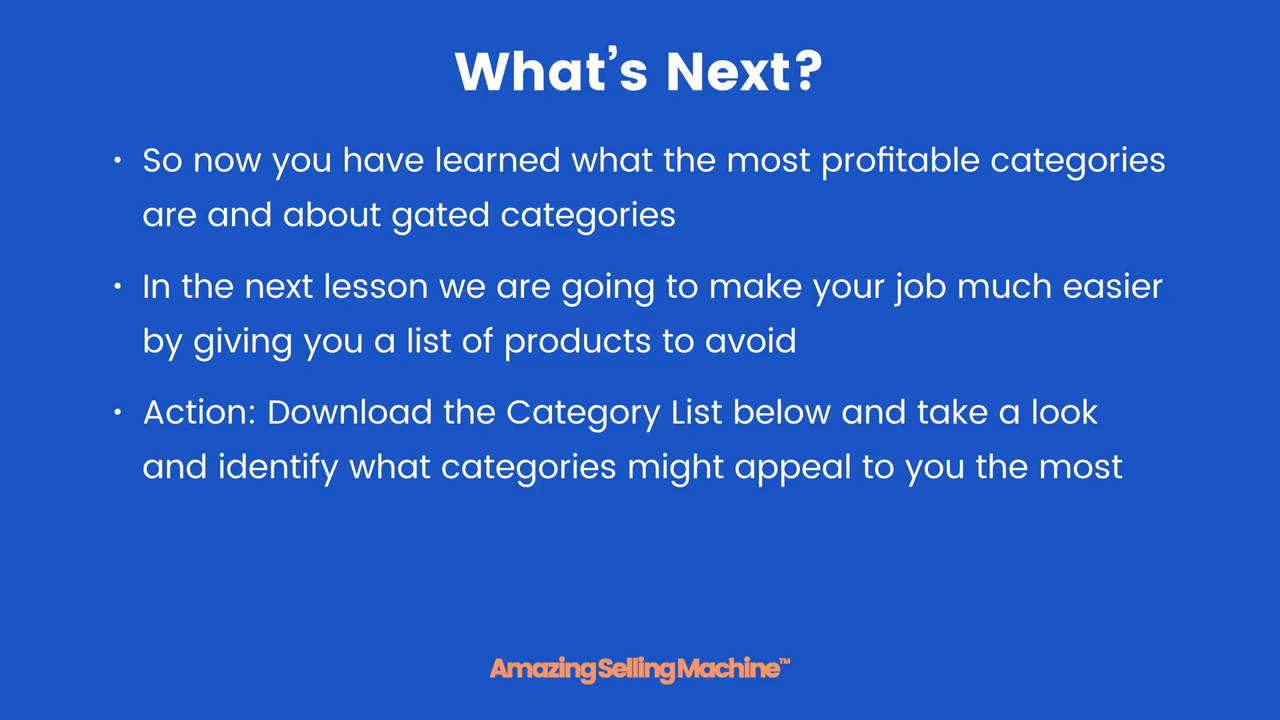 What’s Next?
• So now you have learned what the most profitable categories
are and about gated categories
• In the next lesson we are going to make your job much easier
by giving you a list of products to avoid
• Action: Download the Category List below and take a look
and identify what categories might appeal to you the most
AmazingSellingMachine™